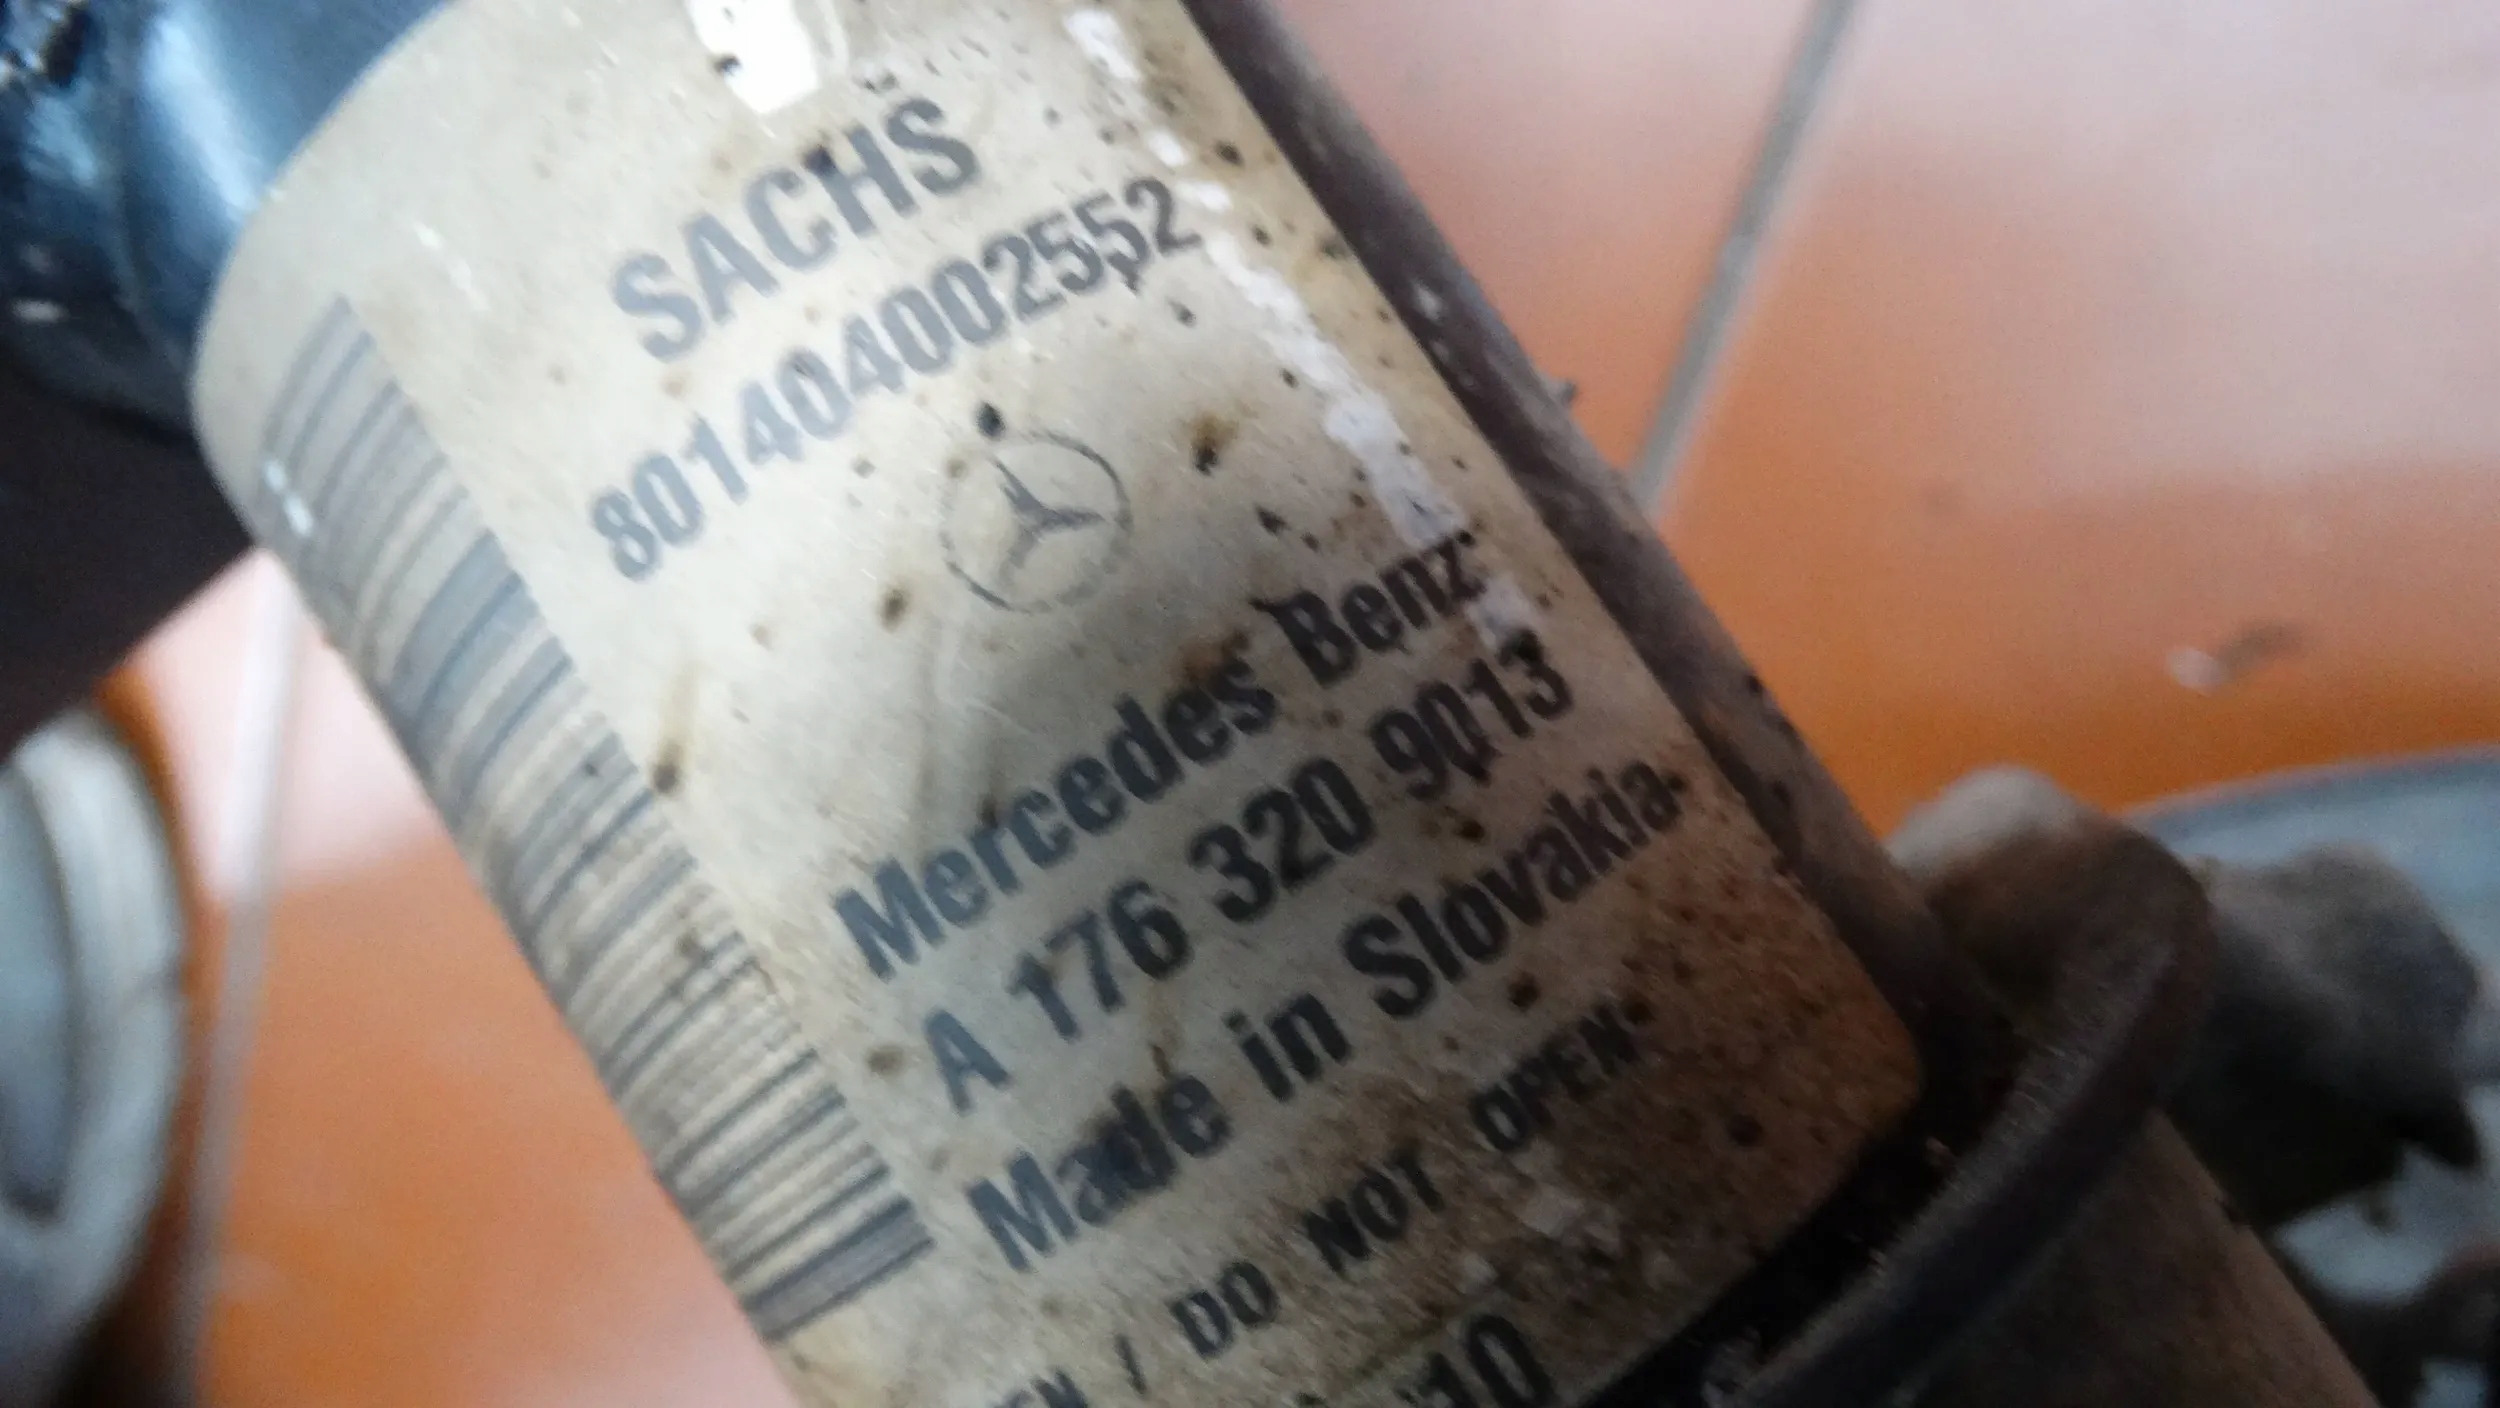 SACHS
801404002552
Mercedes Benz
A 176 320 9013
Made in Slovakia
/ DO NOT OPEN